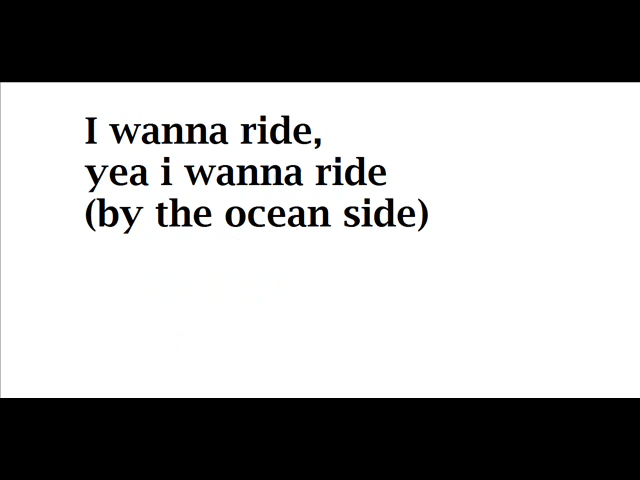 I wanna ride,
yea i wanna ride
(by the ocean side)